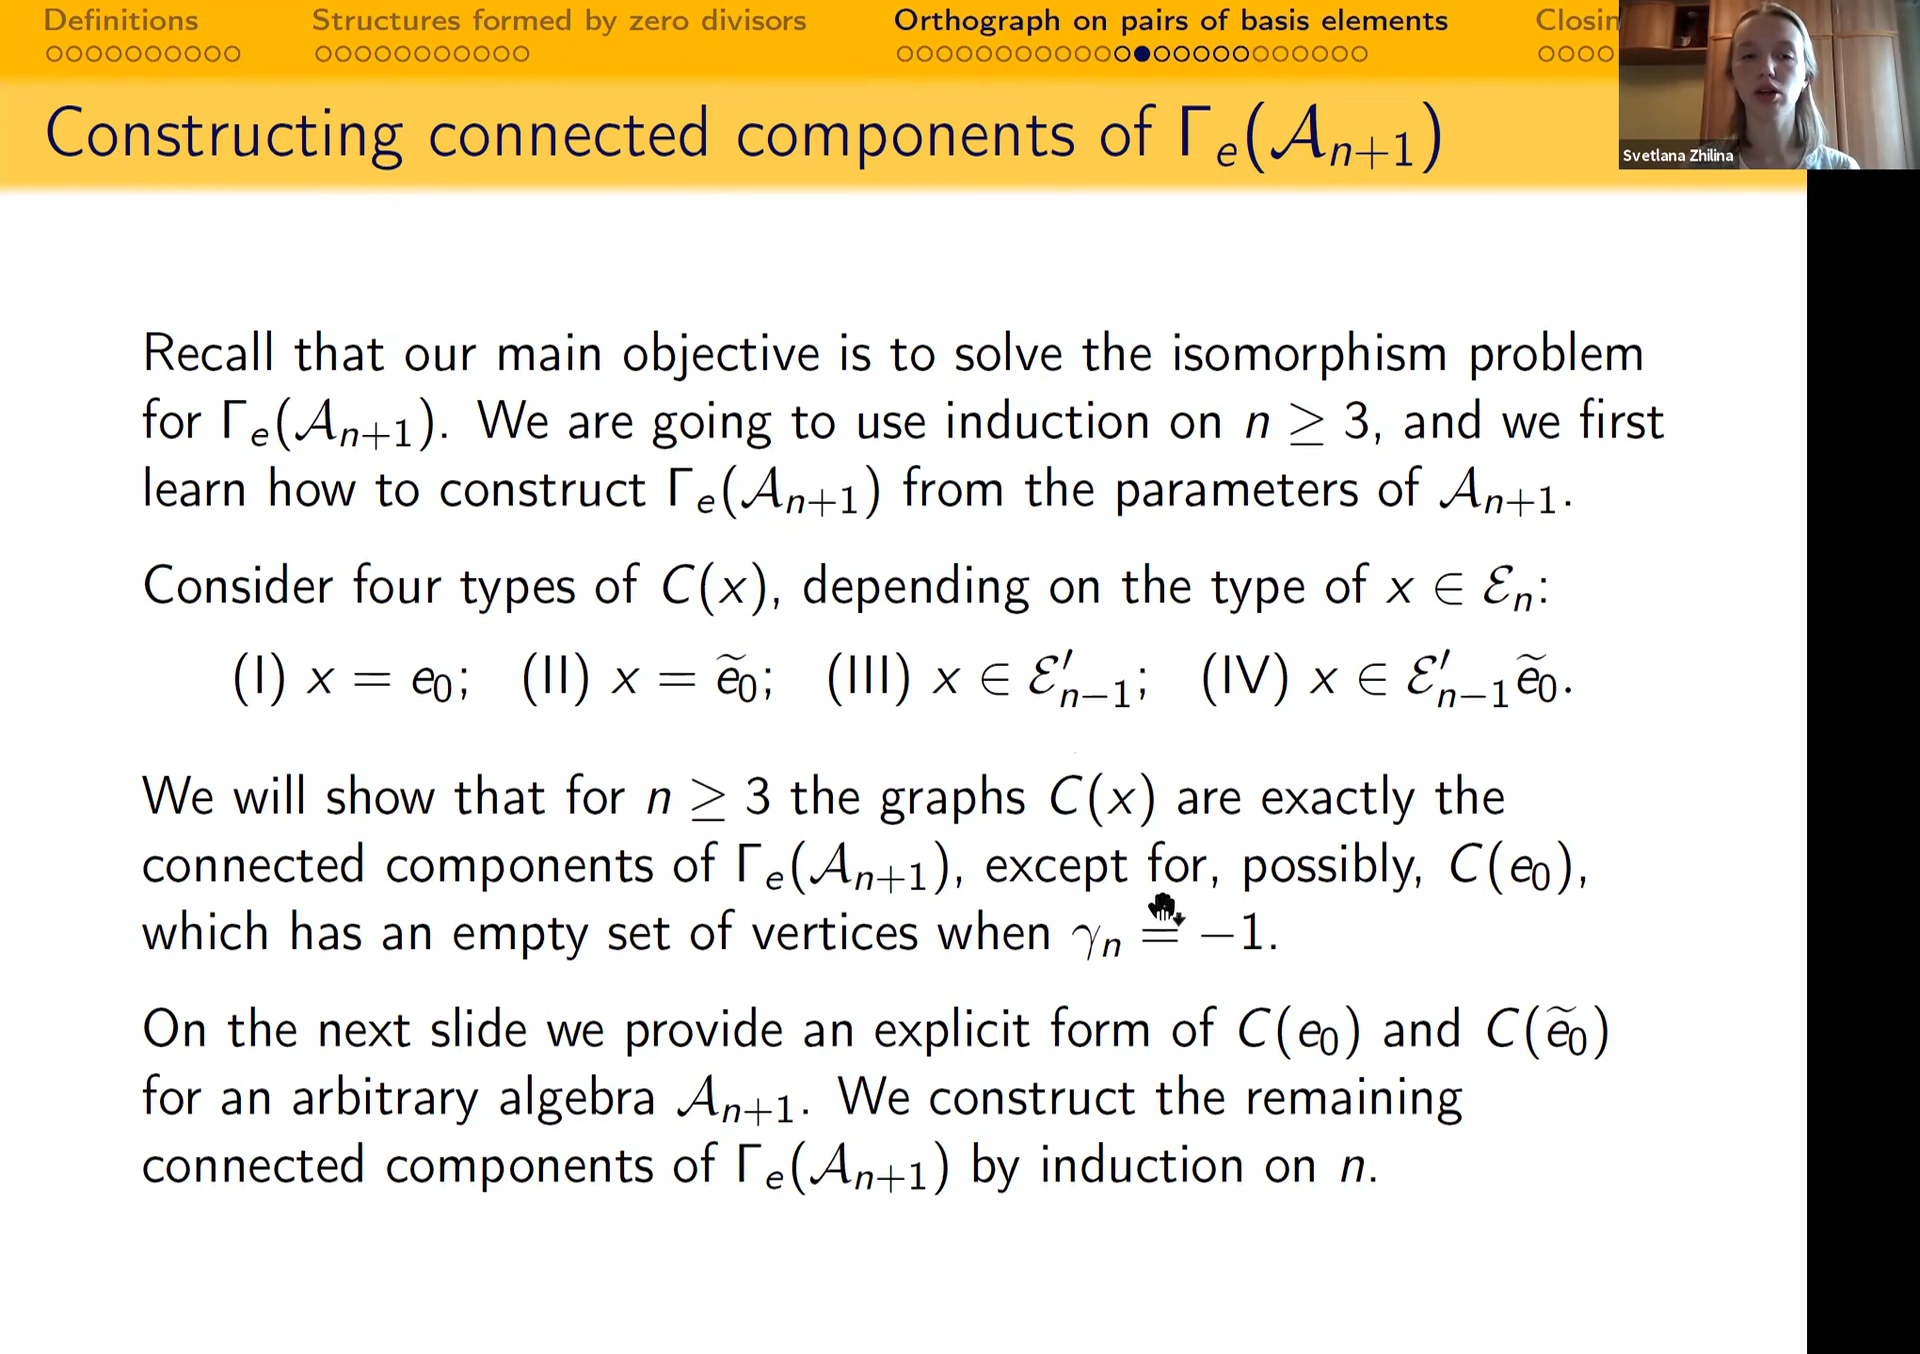 Definitions
Structures formed by zero divisors
Orthograph on pairs of basis elements
Constructing connected components of Γₑ(𝒜ₙ₊₁)
Svetlana Zhilina
Recall that our main objective is to solve the isomorphism problem
for Γₑ(𝒜ₙ₊₁). We are going to use induction on n ≥ 3, and we first
learn how to construct Γₑ(𝒜ₙ₊₁) from the parameters of 𝒜ₙ₊₁.
Consider four types of C(x), depending on the type of x ∈ ℰₙ:
(I) x = e₀; (II) x = ẽ₀; (III) x ∈ ℰ′ₙ₋₁; (IV) x ∈ ℰ′ₙ₋₁ẽ₀.
We will show that for n ≥ 3 the graphs C(x) are exactly the
connected components of Γₑ(𝒜ₙ₊₁), except for, possibly, C(e₀),
which has an empty set of vertices when γₙ = −1.
On the next slide we provide an explicit form of C(e₀) and C(ẽ₀)
for an arbitrary algebra 𝒜ₙ₊₁. We construct the remaining
connected components of Γₑ(𝒜ₙ₊₁) by induction on n.